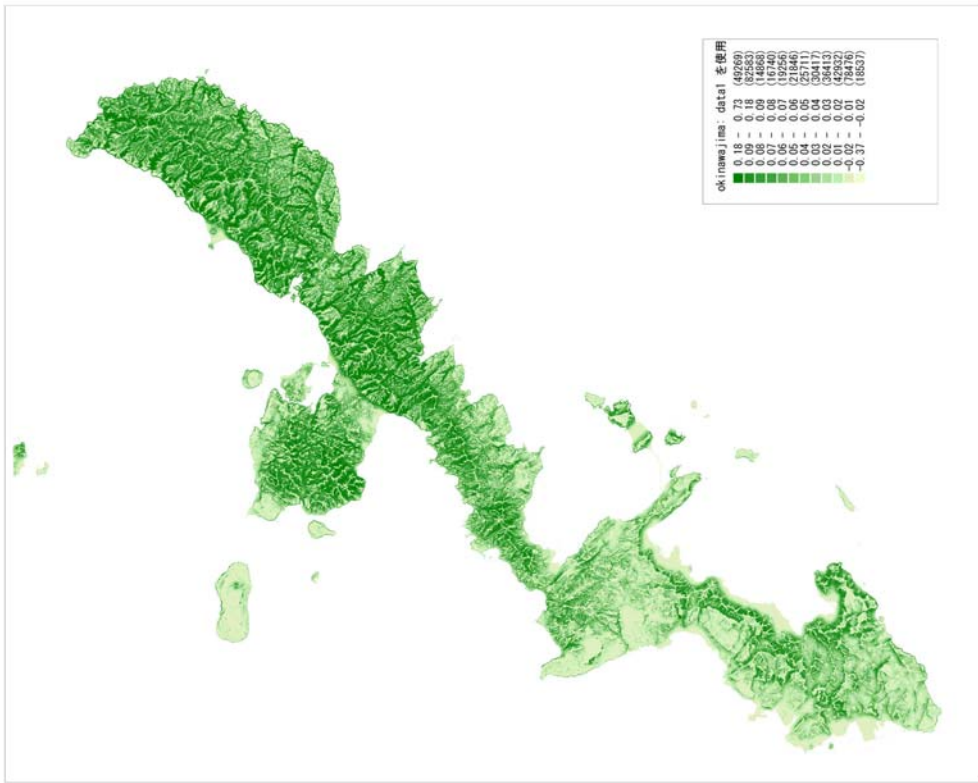 okinawajima: data1 を使用
0.18 - 0.73 (49269)
0.09 - 0.18 (82583)
0.08 - 0.09 (14868)
0.07 - 0.08 (16740)
0.06 - 0.07 (19256)
0.05 - 0.06 (21846)
0.04 - 0.05 (25711)
0.03 - 0.04 (30417)
0.02 - 0.03 (36413)
0.01 - 0.02 (42932)
-0.02 - 0.01 (78476)
-0.37 - -0.02 (18537)